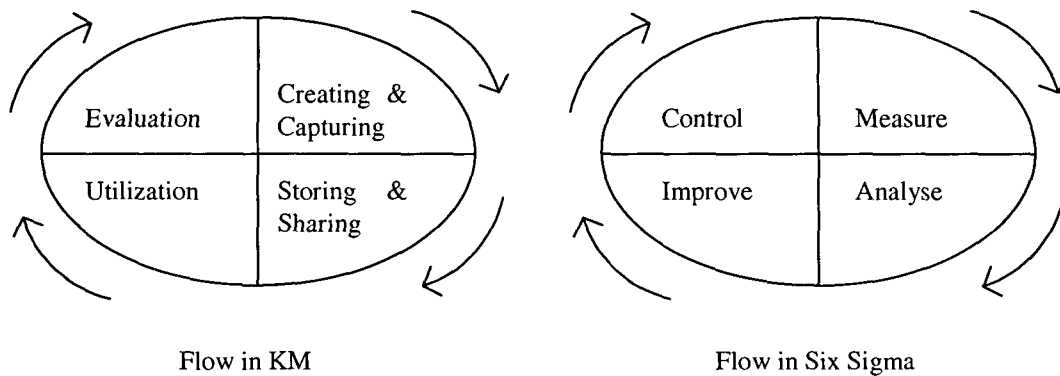 Evaluation
Creating &
Capturing
Utilization
Storing &
Sharing
Flow in KM
Control
Measure
Improve
Analyse
Flow in Six Sigma